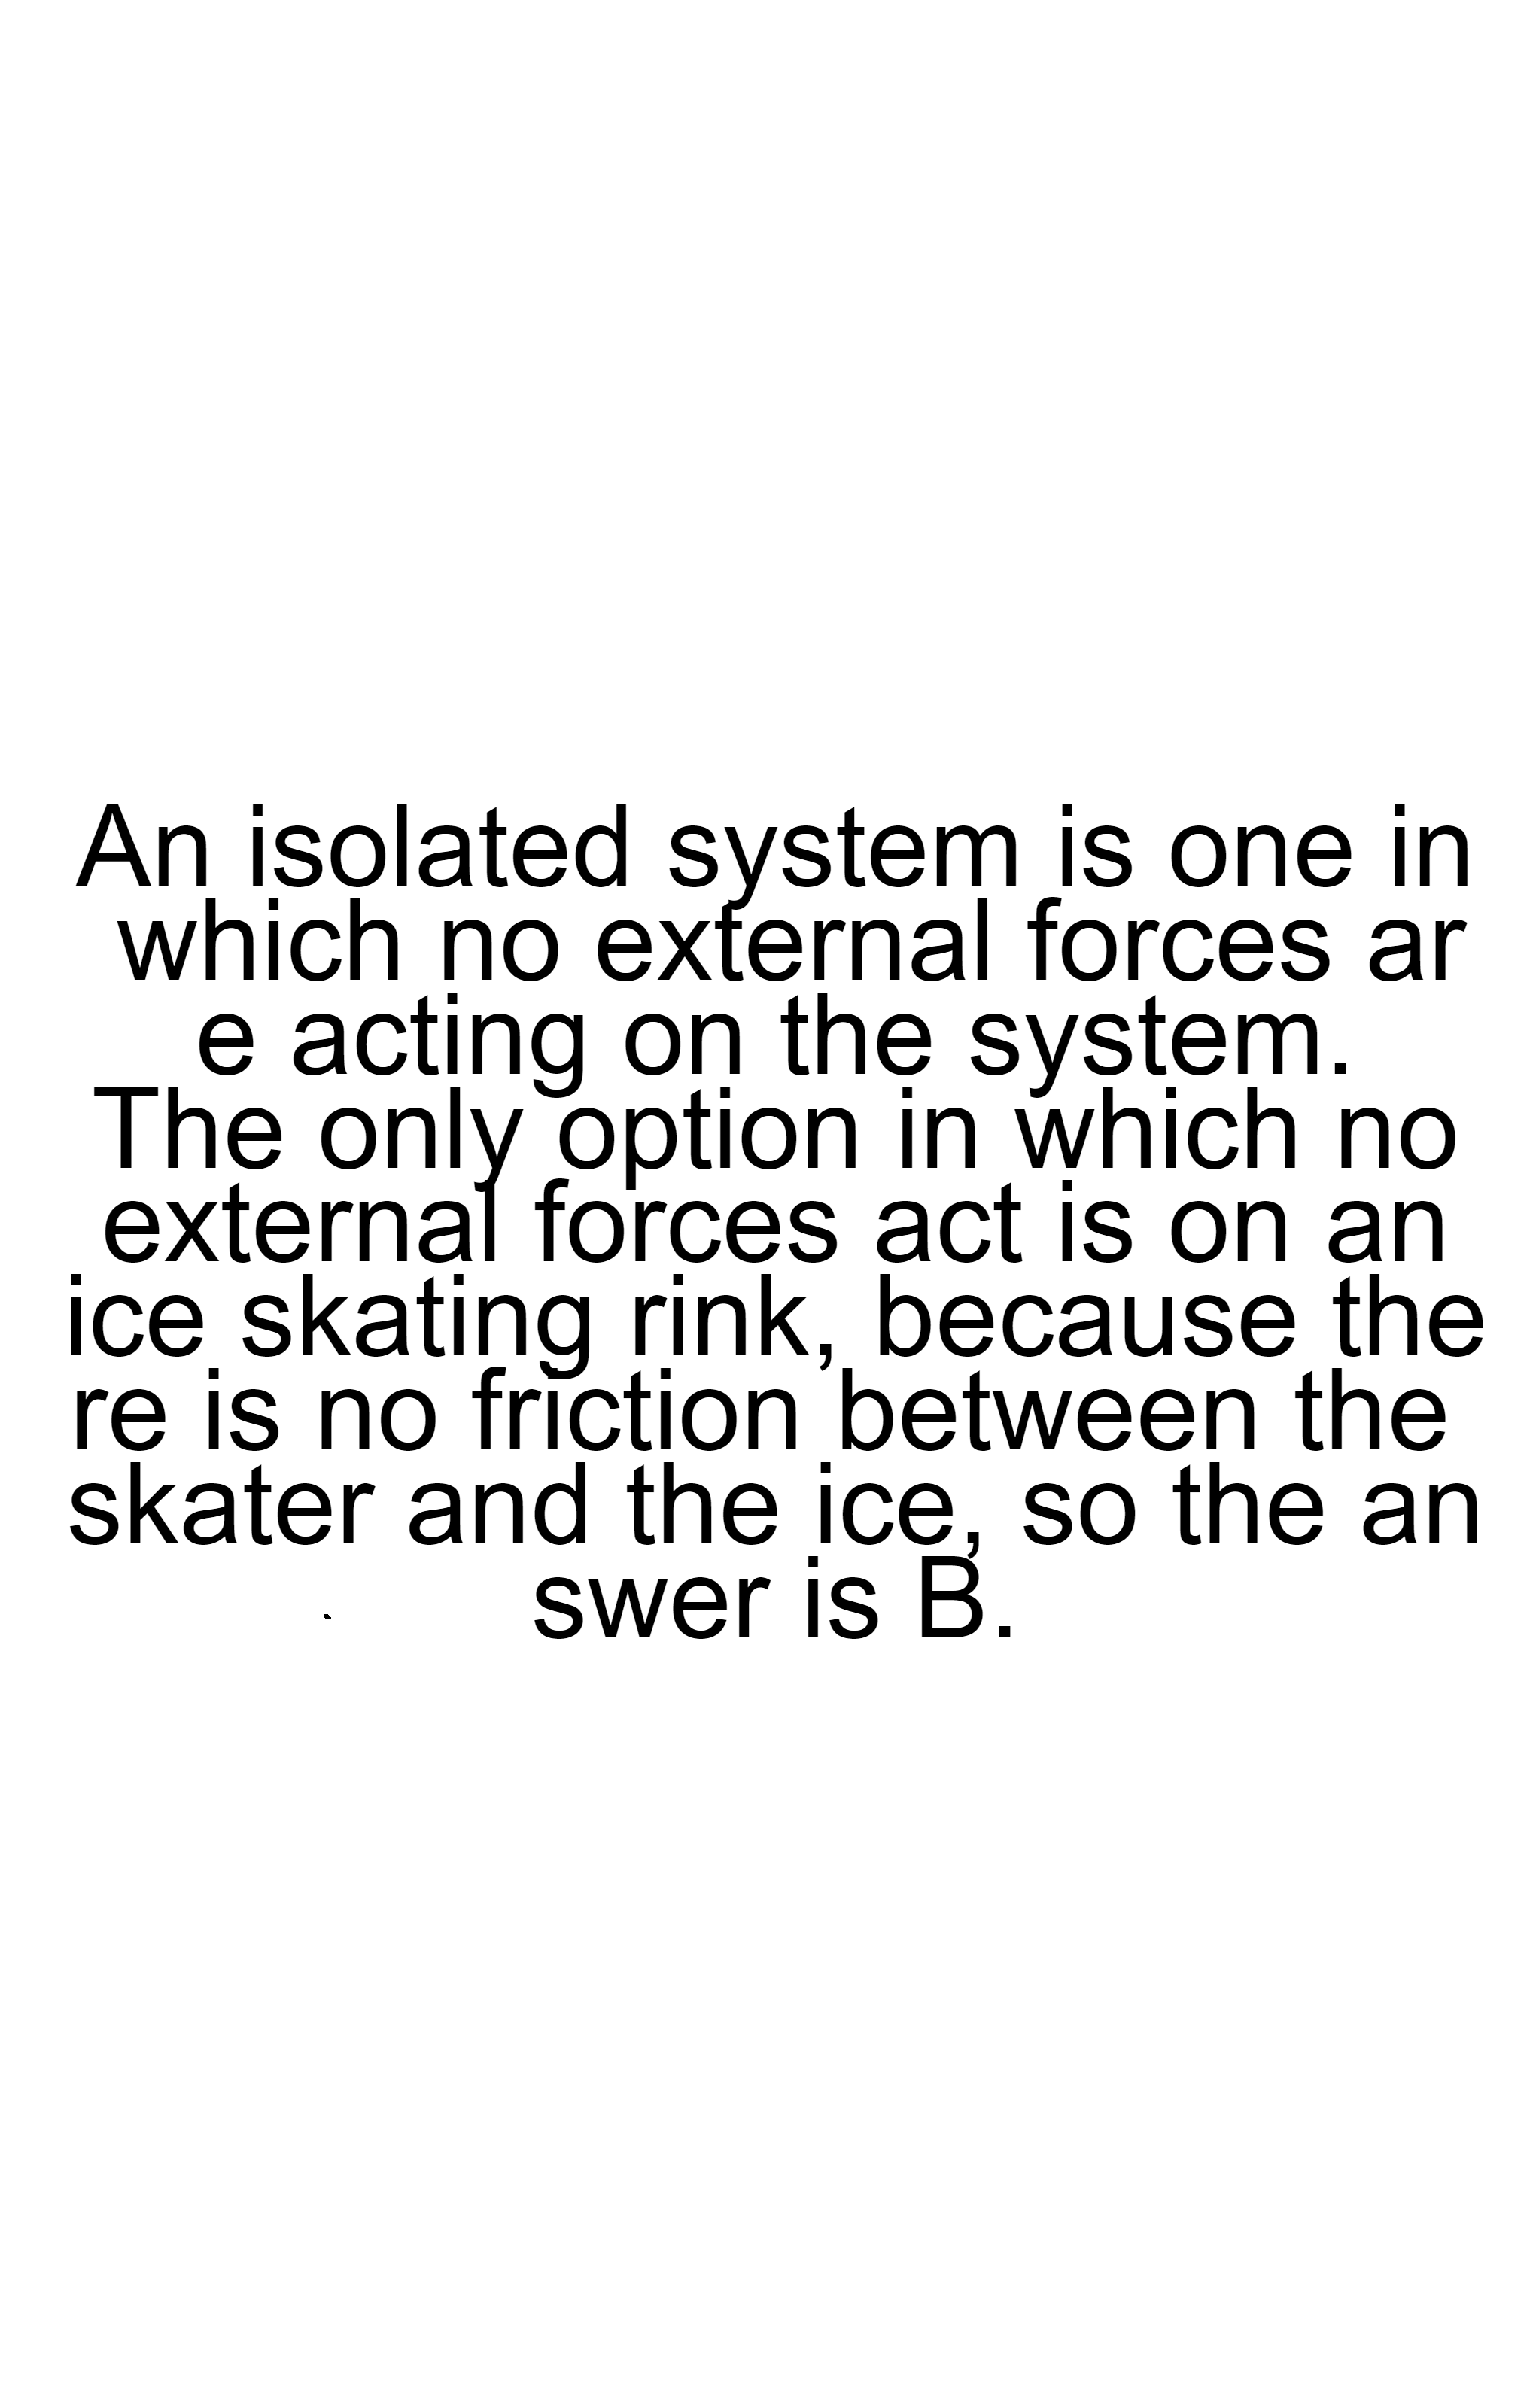 An isolated system is one in
which no external forces ar
e acting on the system.
The only option in which no
external forces act is on an
ice skating rink, because the
re is no friction between the
skater and the ice, so the an
swer is B.